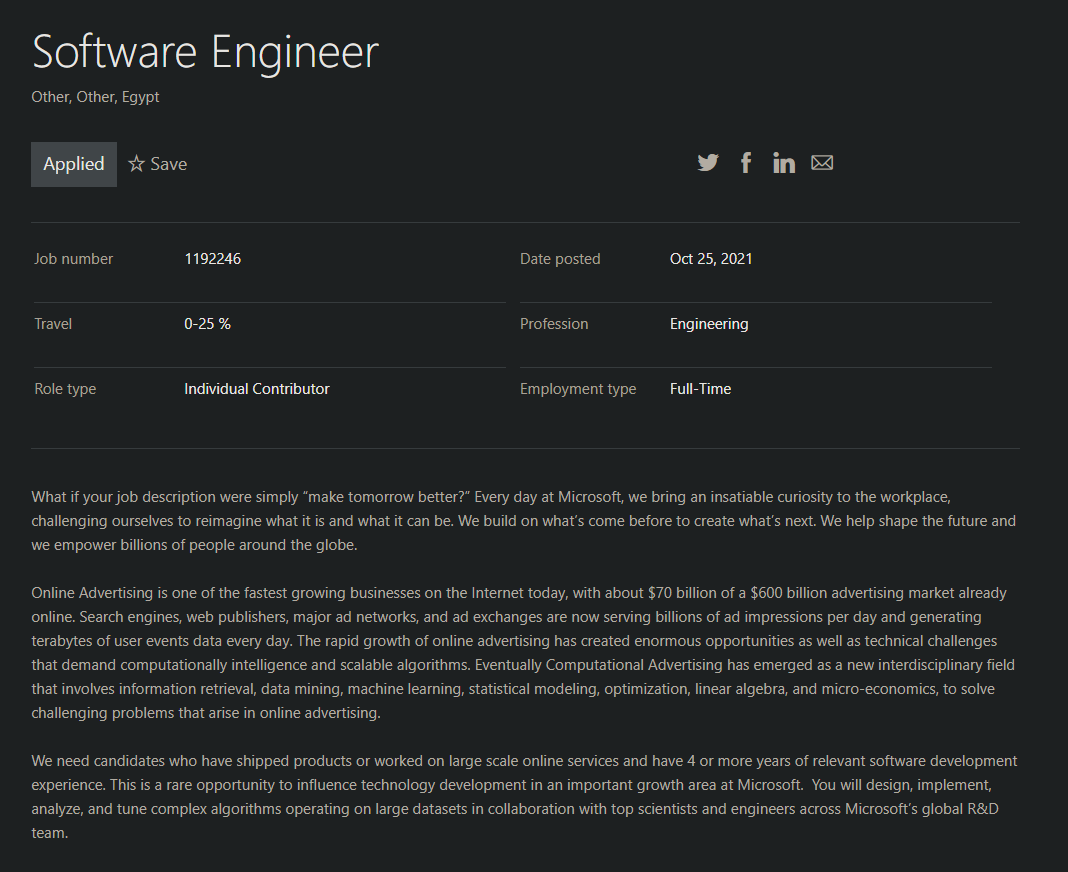 Software Engineer
Other, Other, Egypt
Applied
Save
Job number 1192246 Date posted Oct 25, 2021
Travel 0-25 % Profession Engineering
Role type Individual Contributor Employment type Full-Time
What if your job description were simply “make tomorrow better?” Every day at Microsoft, we bring an insatiable curiosity to the workplace,
challenging ourselves to reimagine what it is and what it can be. We build on what’s come before to create what’s next. We help shape the future and
we empower billions of people around the globe.
Online Advertising is one of the fastest growing businesses on the Internet today, with about $70 billion of a $600 billion advertising market already
online. Search engines, web publishers, major ad networks, and ad exchanges are now serving billions of ad impressions per day and generating
terabytes of user events data every day. The rapid growth of online advertising has created enormous opportunities as well as technical challenges
that demand computationally intelligence and scalable algorithms. Eventually Computational Advertising has emerged as a new interdisciplinary field
that involves information retrieval, data mining, machine learning, statistical modeling, optimization, linear algebra, and micro-economics, to solve
challenging problems that arise in online advertising.
We need candidates who have shipped products or worked on large scale online services and have 4 or more years of relevant software development
experience. This is a rare opportunity to influence technology development in an important growth area at Microsoft.  You will design, implement,
analyze, and tune complex algorithms operating on large datasets in collaboration with top scientists and engineers across Microsoft’s global R&D
team.